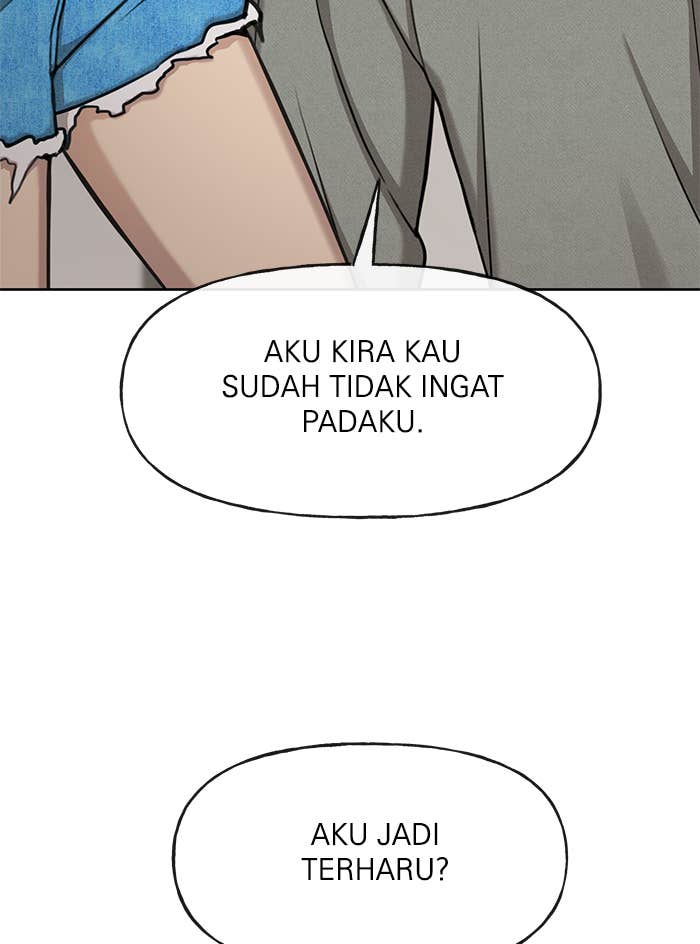 AKU KIRA KAU
SUDAH TIDAK INGAT
PADAKU.
AKU JADI
TERHARU?